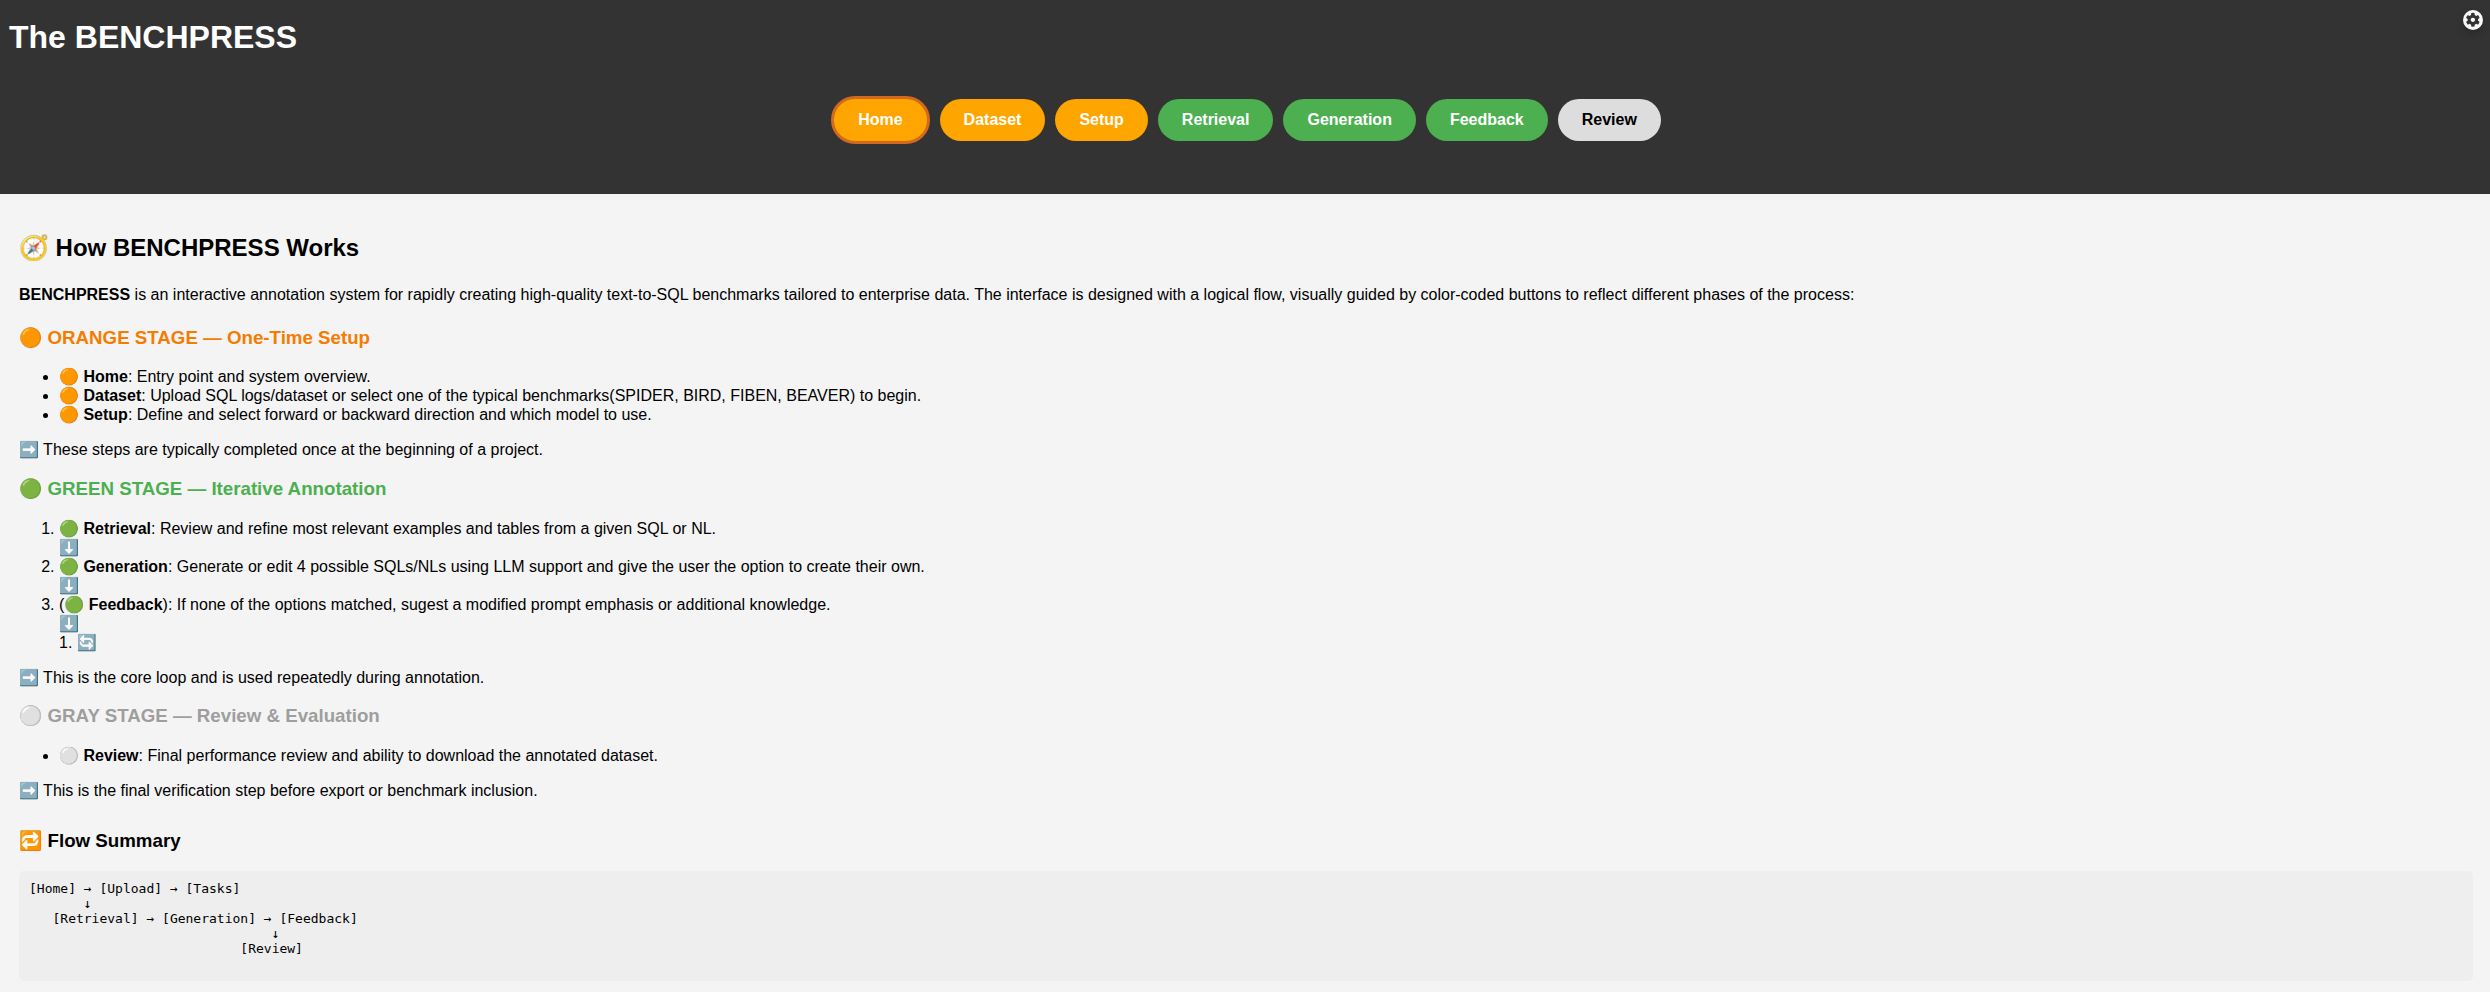 The BENCHPRESS
Home Dataset Setup Retrieval Generation Feedback Review
🧭 How BENCHPRESS Works
BENCHPRESS is an interactive annotation system for rapidly creating high-quality text-to-SQL benchmarks tailored to enterprise data. The interface is designed with a logical flow, visually guided by color-coded buttons to reflect different phases of the process:
🟠 ORANGE STAGE — One-Time Setup
• 🟠 Home: Entry point and system overview.
• 🟠 Dataset: Upload SQL logs/dataset or select one of the typical benchmarks(SPIDER, BIRD, FIBEN, BEAVER) to begin.
• 🟠 Setup: Define and select forward or backward direction and which model to use.
➡️ These steps are typically completed once at the beginning of a project.
🟢 GREEN STAGE — Iterative Annotation
1. 🟢 Retrieval: Review and refine most relevant examples and tables from a given SQL or NL.
⬇️
2. 🟢 Generation: Generate or edit 4 possible SQLs/NLs using LLM support and give the user the option to create their own.
⬇️
3. (🟢 Feedback): If none of the options matched, sugest a modified prompt emphasis or additional knowledge.
⬇️
1. 🔄
➡️ This is the core loop and is used repeatedly during annotation.
⚪ GRAY STAGE — Review & Evaluation
• ⚪ Review: Final performance review and ability to download the annotated dataset.
➡️ This is the final verification step before export or benchmark inclusion.
🔁 Flow Summary
[Home] → [Upload] → [Tasks]
↓
[Retrieval] → [Generation] → [Feedback]
↓
[Review]